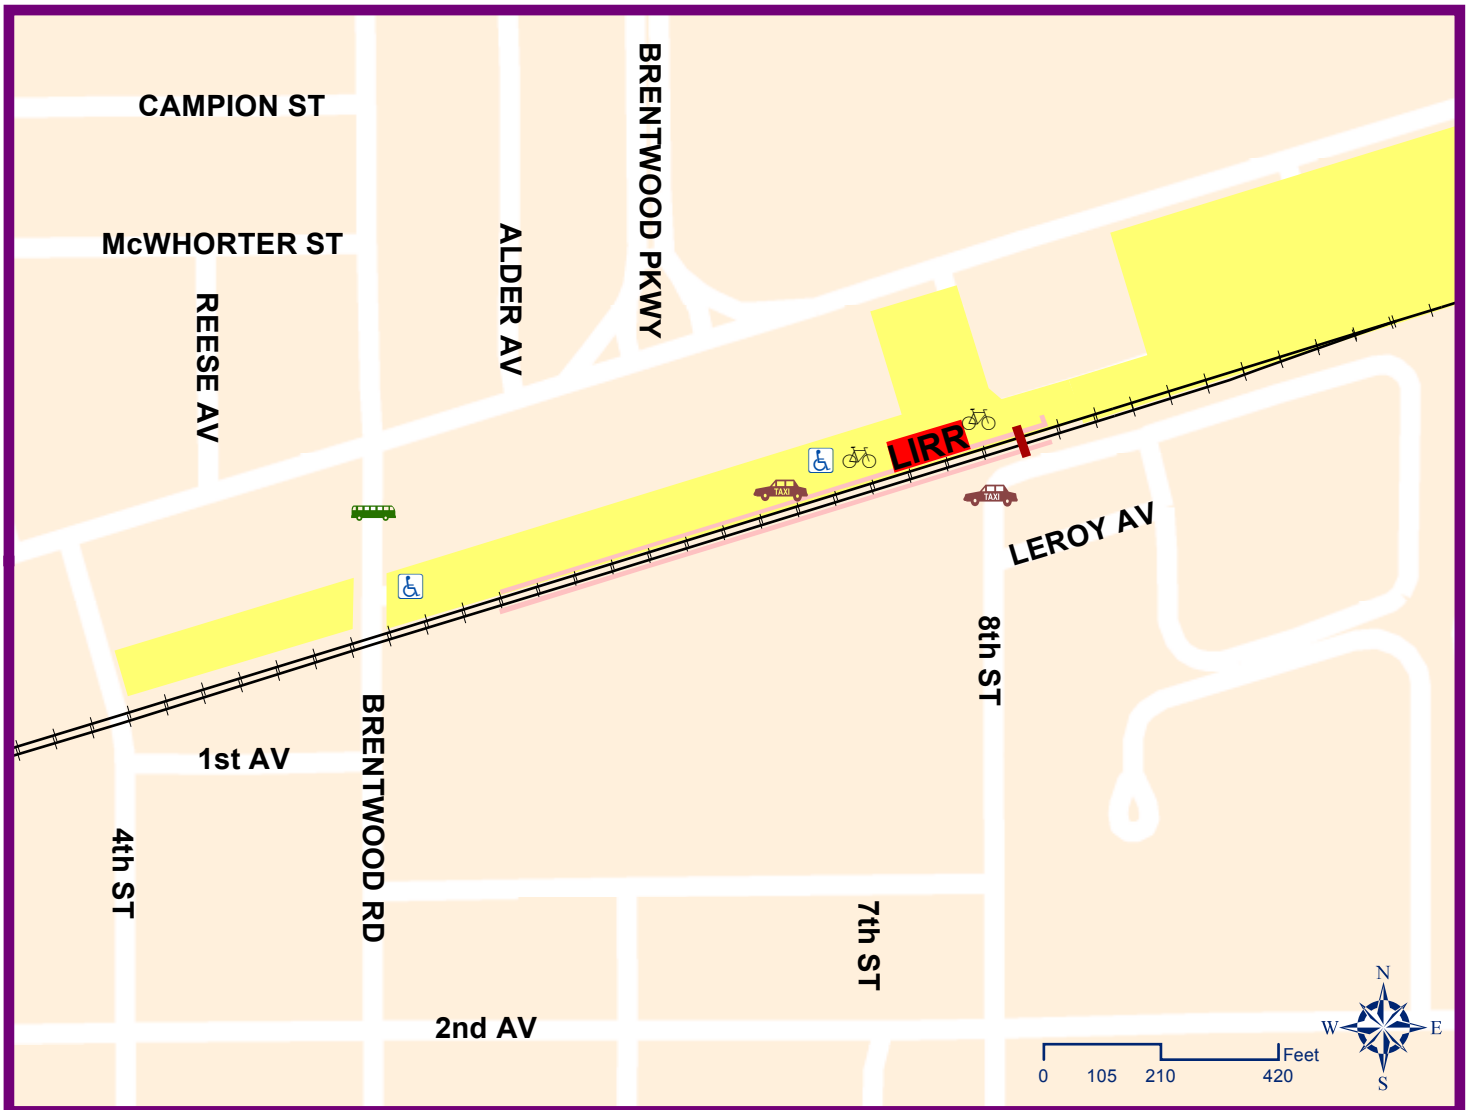 CAMPION ST
BRENTWOOD PKWY
McWHORTER ST
ALDER AV
REESE AV
LIRR
TAXI
TAXI
LEROY AV
8th ST
BRENTWOOD RD
1st AV
4th ST
7th ST
2nd AV
N
W
E
S
Feet
0 105 210 420